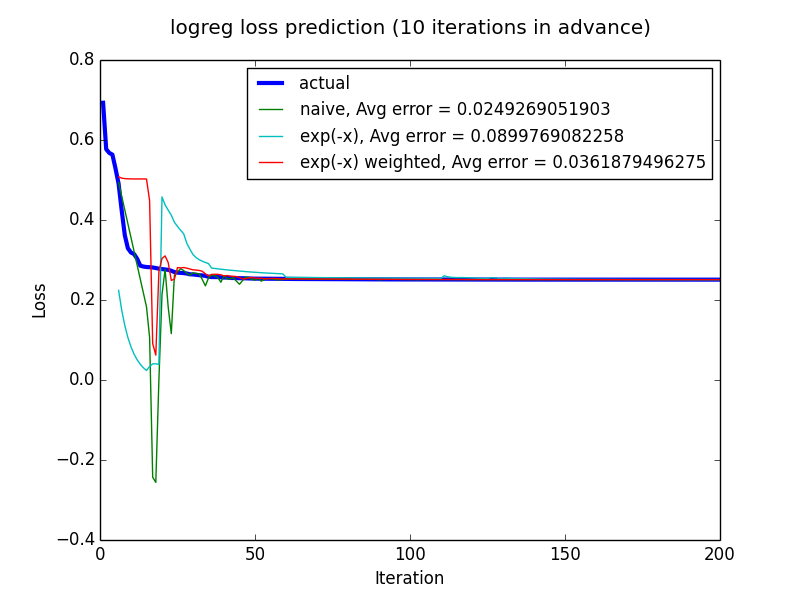 logreg loss prediction (10 iterations in advance)
0.8
0.6
0.4
0.2
0.0
−0.2
−0.4
Loss
actual
naive, Avg error = 0.0249269051903
exp(-x), Avg error = 0.0899769082258
exp(-x) weighted, Avg error = 0.0361879496275
0 50 100 150 200
Iteration